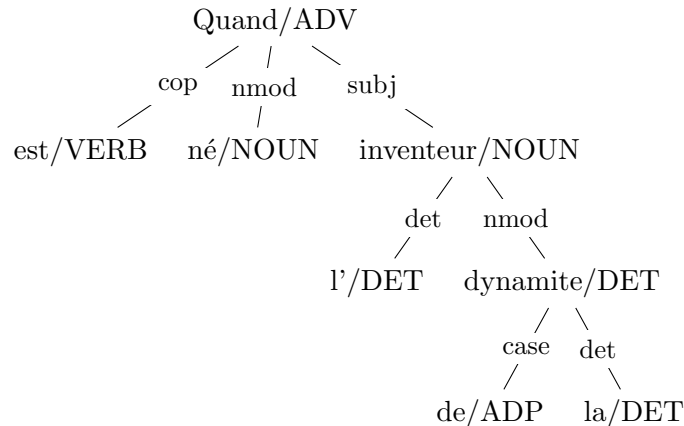 Quand/ADV
cop nmod subj
est/VERB né/NOUN inventeur/NOUN
det nmod
l’/DET dynamite/DET
case det
de/ADP la/DET